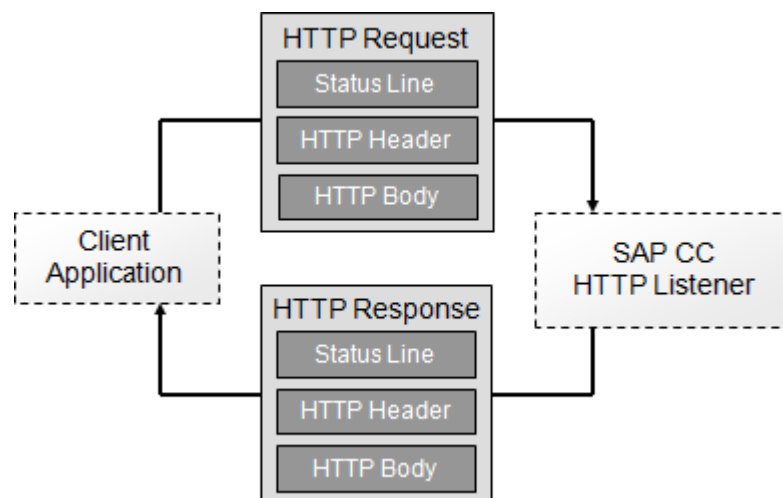 HTTP Request
Status Line
HTTP Header
HTTP Body
Client
Application
SAP CC
HTTP Listener
HTTP Response
Status Line
HTTP Header
HTTP Body